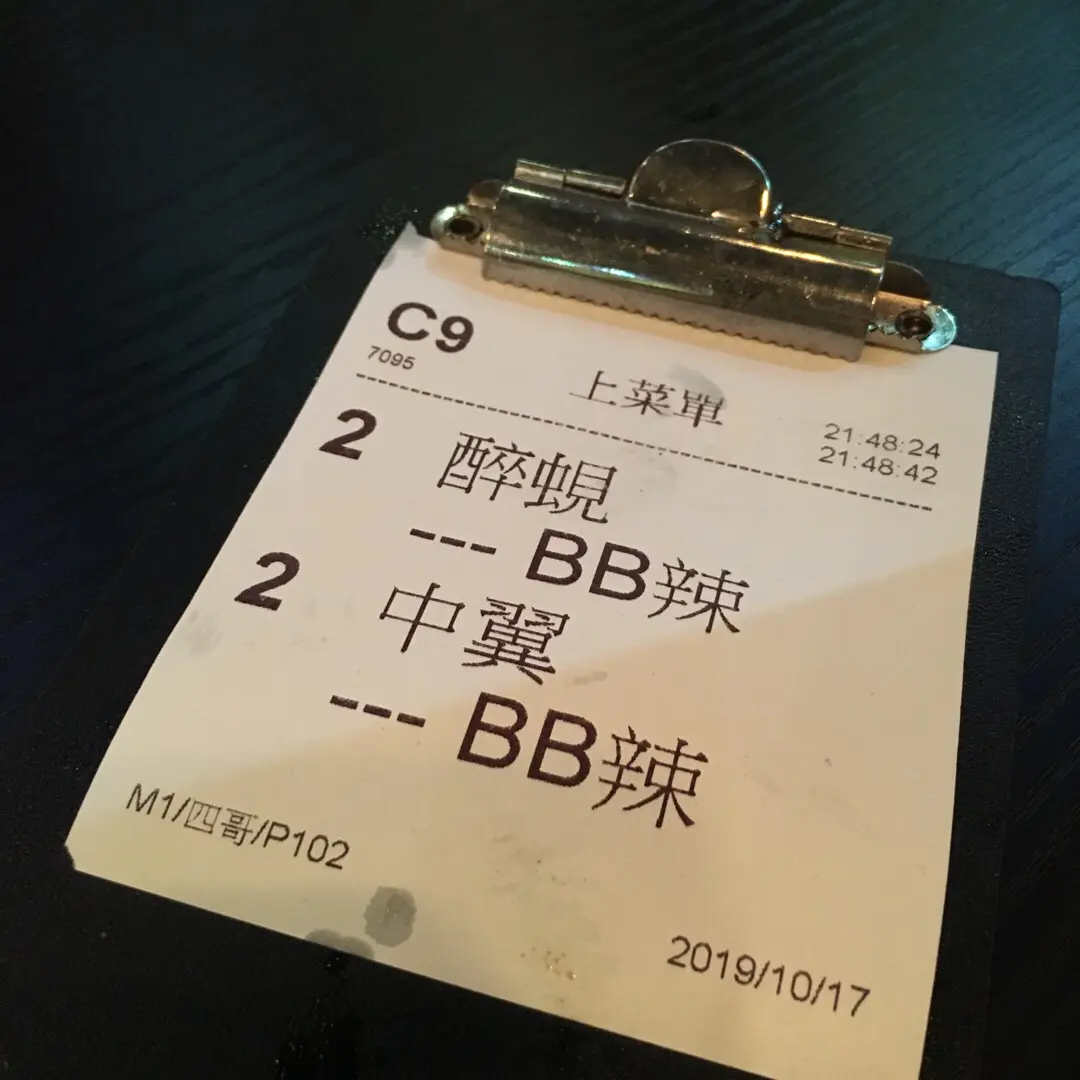 C9
7095
上菜單
21:48:24
21:48:42
2 醉蜆
--- BB辣
2 中翼
--- BB辣
M1/四哥/P102
2019/10/17